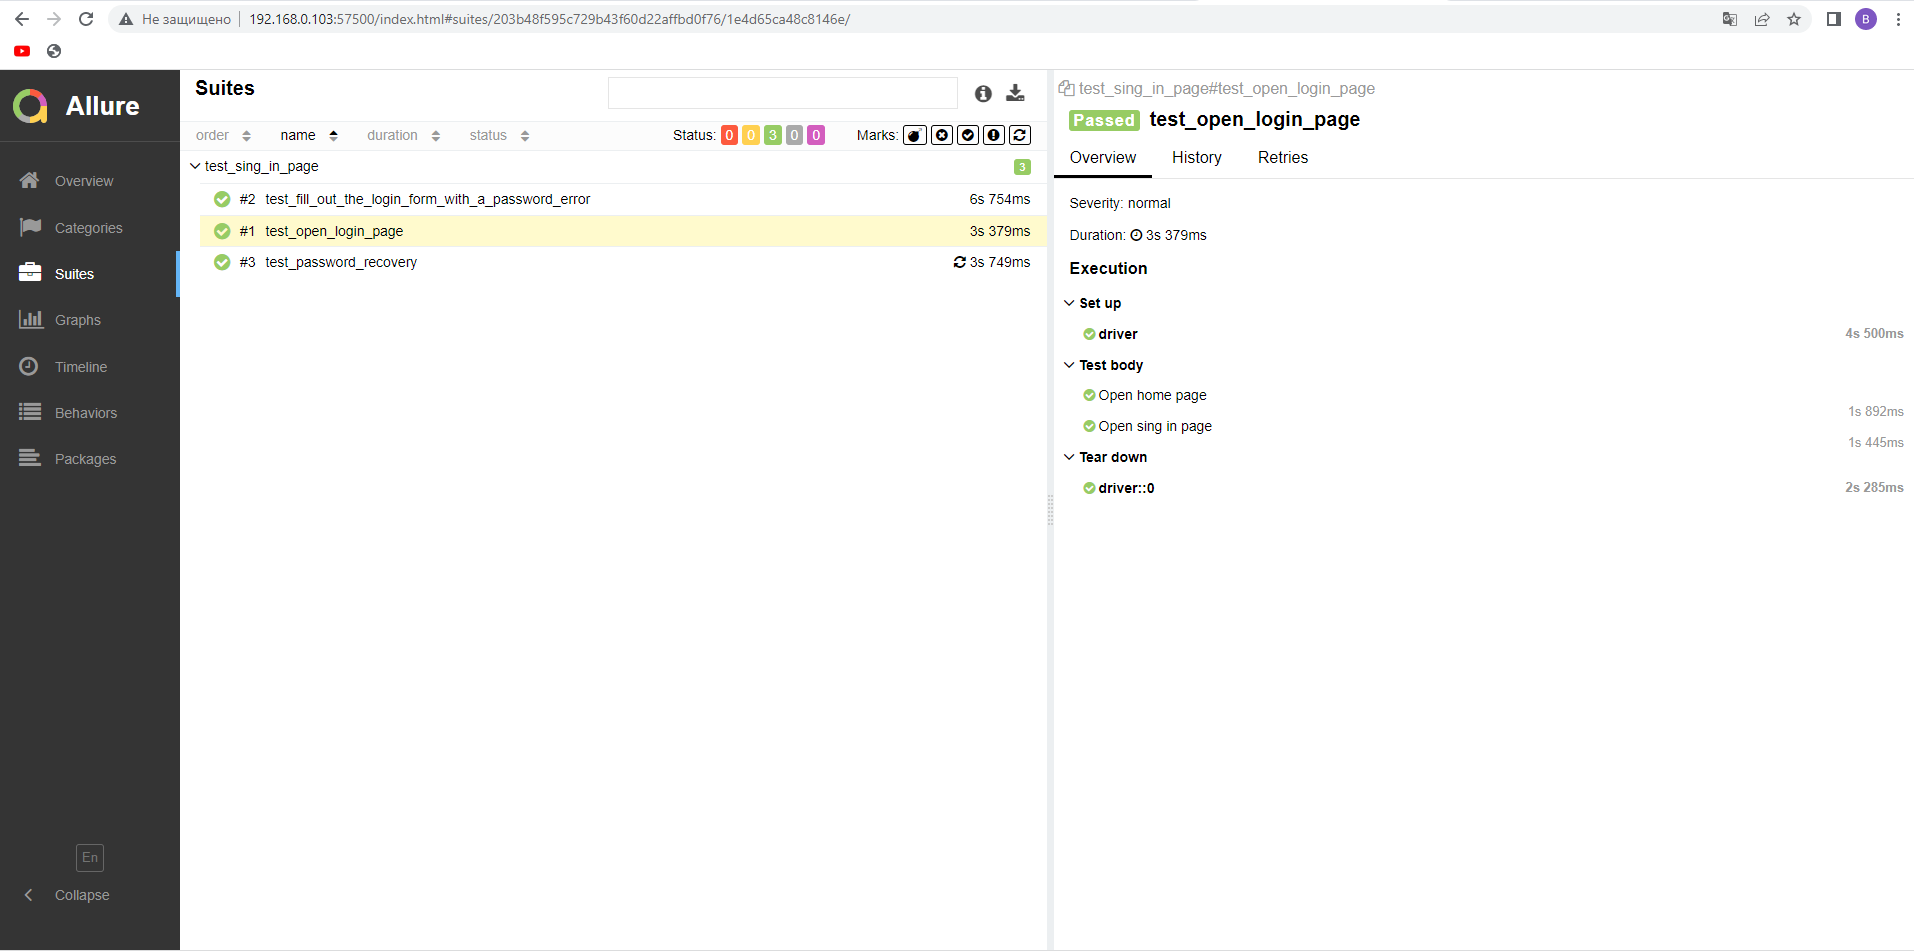 Не защищено 192.168.0.103:57500/index.html#suites/203b48f595c729b43f60d22affbd0f76/1e4d65ca48c8146e/
B
Allure
Overview
Categories
Suites
Graphs
Timeline
Behaviors
Packages
En
Collapse
Suites
order name duration status Status: 0 0 3 0 0 Marks:
test_sing_in_page 3
#2 test_fill_out_the_login_form_with_a_password_error 6s 754ms
#1 test_open_login_page 3s 379ms
#3 test_password_recovery 3s 749ms
test_sing_in_page#test_open_login_page
Passed test_open_login_page
Overview History Retries
Severity: normal
Duration: 3s 379ms
Execution
Set up
driver 4s 500ms
Test body
Open home page 1s 892ms
Open sing in page 1s 445ms
Tear down
driver::0 2s 285ms